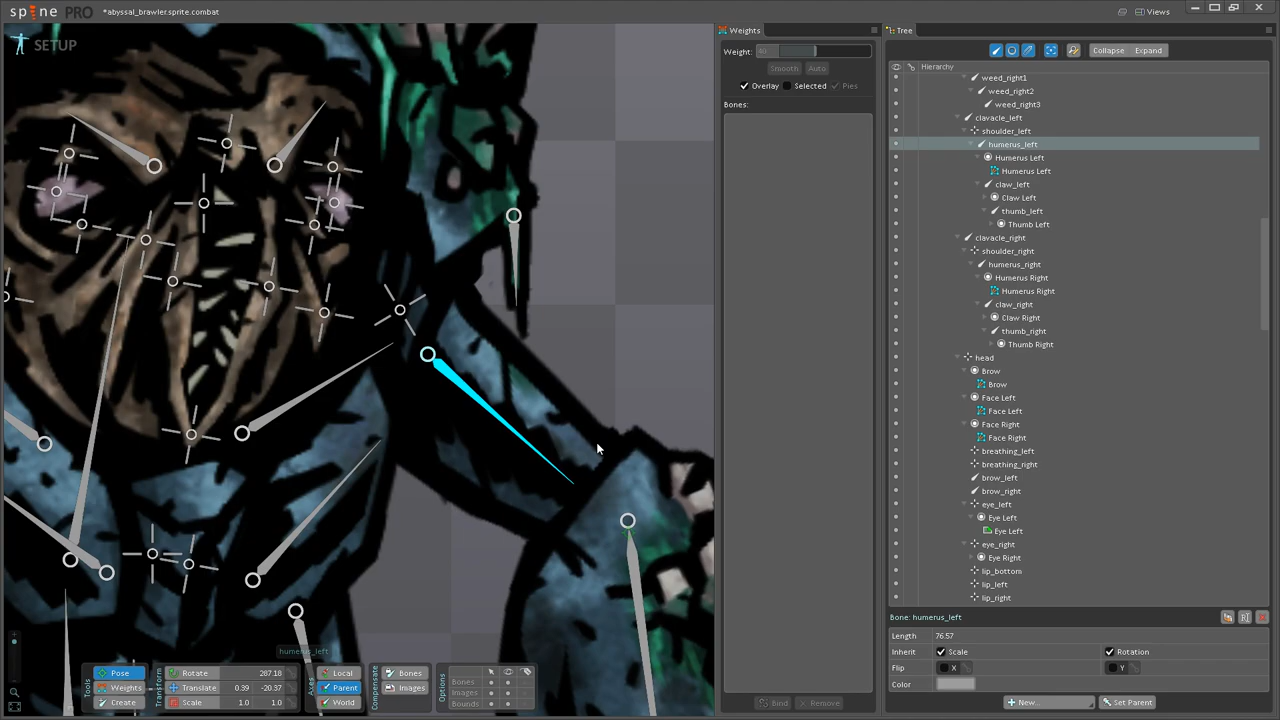 spine PRO *abyssal_brawler.sprite.combat Views
SETUP
Weights
Weight: 40
Smooth Auto
Overlay Selected Pies
Bones:
Bind Remove
Tree
Collapse Expand
Hierarchy
weed_right1
weed_right2
weed_right3
clavacle_left
shoulder_left
humerus_left
Humerus Left
Humerus Left
claw_left
Claw Left
thumb_left
Thumb Left
clavacle_right
shoulder_right
humerus_right
Humerus Right
Humerus Right
claw_right
Claw Right
thumb_right
Thumb Right
head
Brow
Brow
Face Left
Face Left
Face Right
Face Right
breathing_left
breathing_right
brow_left
brow_right
eye_left
Eye Left
Eye Left
eye_right
Eye Right
lip_bottom
lip_left
lip_right
Bone: humerus_left
Length 76.57
Inherit Scale Rotation
Flip X Y
Color
New... Set Parent
humerus_left
Tools
Pose
Weights
Create
Transform
Rotate 287.18
Translate 0.39 -20.37
Scale 1.0 1.0
Axes
Local
Parent
World
Compensate
Bones
Images
Options
Bones
Images
Bounds